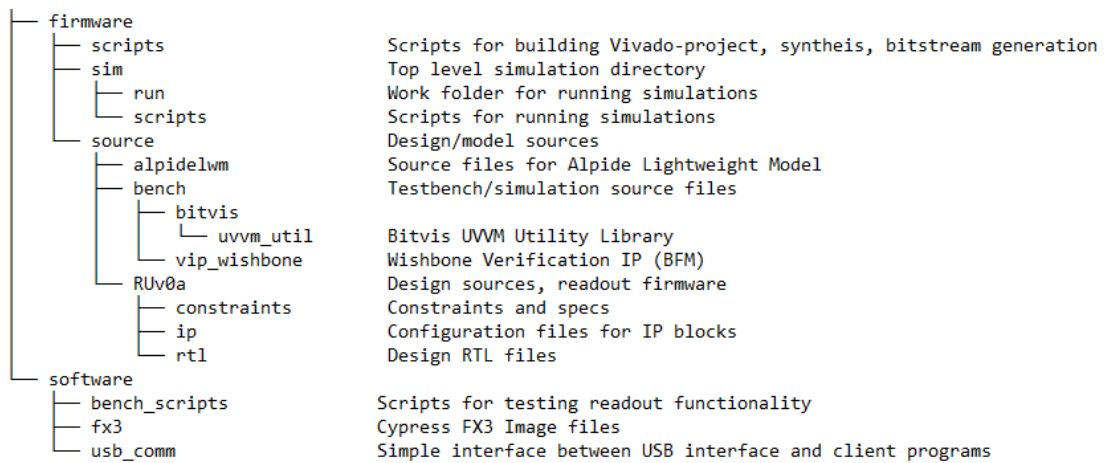 firmware
scripts Scripts for building Vivado-project, syntheis, bitstream generation
sim Top level simulation directory
run Work folder for running simulations
scripts Scripts for running simulations
source Design/model sources
alpidelwm Source files for Alpide Lightweight Model
bench Testbench/simulation source files
bitvis
uvvm_util Bitvis UVVM Utility Library
vip_wishbone Wishbone Verification IP (BFM)
RUv0a Design sources, readout firmware
constraints Constraints and specs
ip Configuration files for IP blocks
rtl Design RTL files
software
bench_scripts Scripts for testing readout functionality
fx3 Cypress FX3 Image files
usb_comm Simple interface between USB interface and client programs